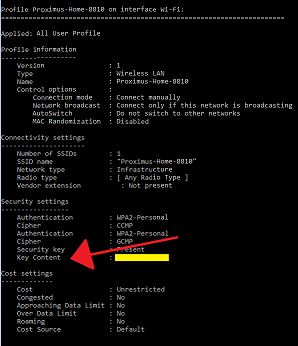 Profile Proximus-Home-8810 on interface Wi-Fi:
=======================================================================
Applied: All User Profile
Profile information
-------------------
Version : 1
Type : Wireless LAN
Name : Proximus-Home-8810
Control options :
Connection mode : Connect manually
Network broadcast : Connect only if this network is broadcasting
AutoSwitch : Do not switch to other networks
MAC Randomization : Disabled
Connectivity settings
---------------------
Number of SSIDs : 1
SSID name : "Proximus-Home-8810"
Network type : Infrastructure
Radio type : [ Any Radio Type ]
Vendor extension : Not present
Security settings
-----------------
Authentication : WPA2-Personal
Cipher : CCMP
Authentication : WPA2-Personal
Cipher : GCMP
Security key : Present
Key Content :
Cost settings
-------------
Cost : Unrestricted
Congested : No
Approaching Data Limit : No
Over Data Limit : No
Roaming : No
Cost Source : Default